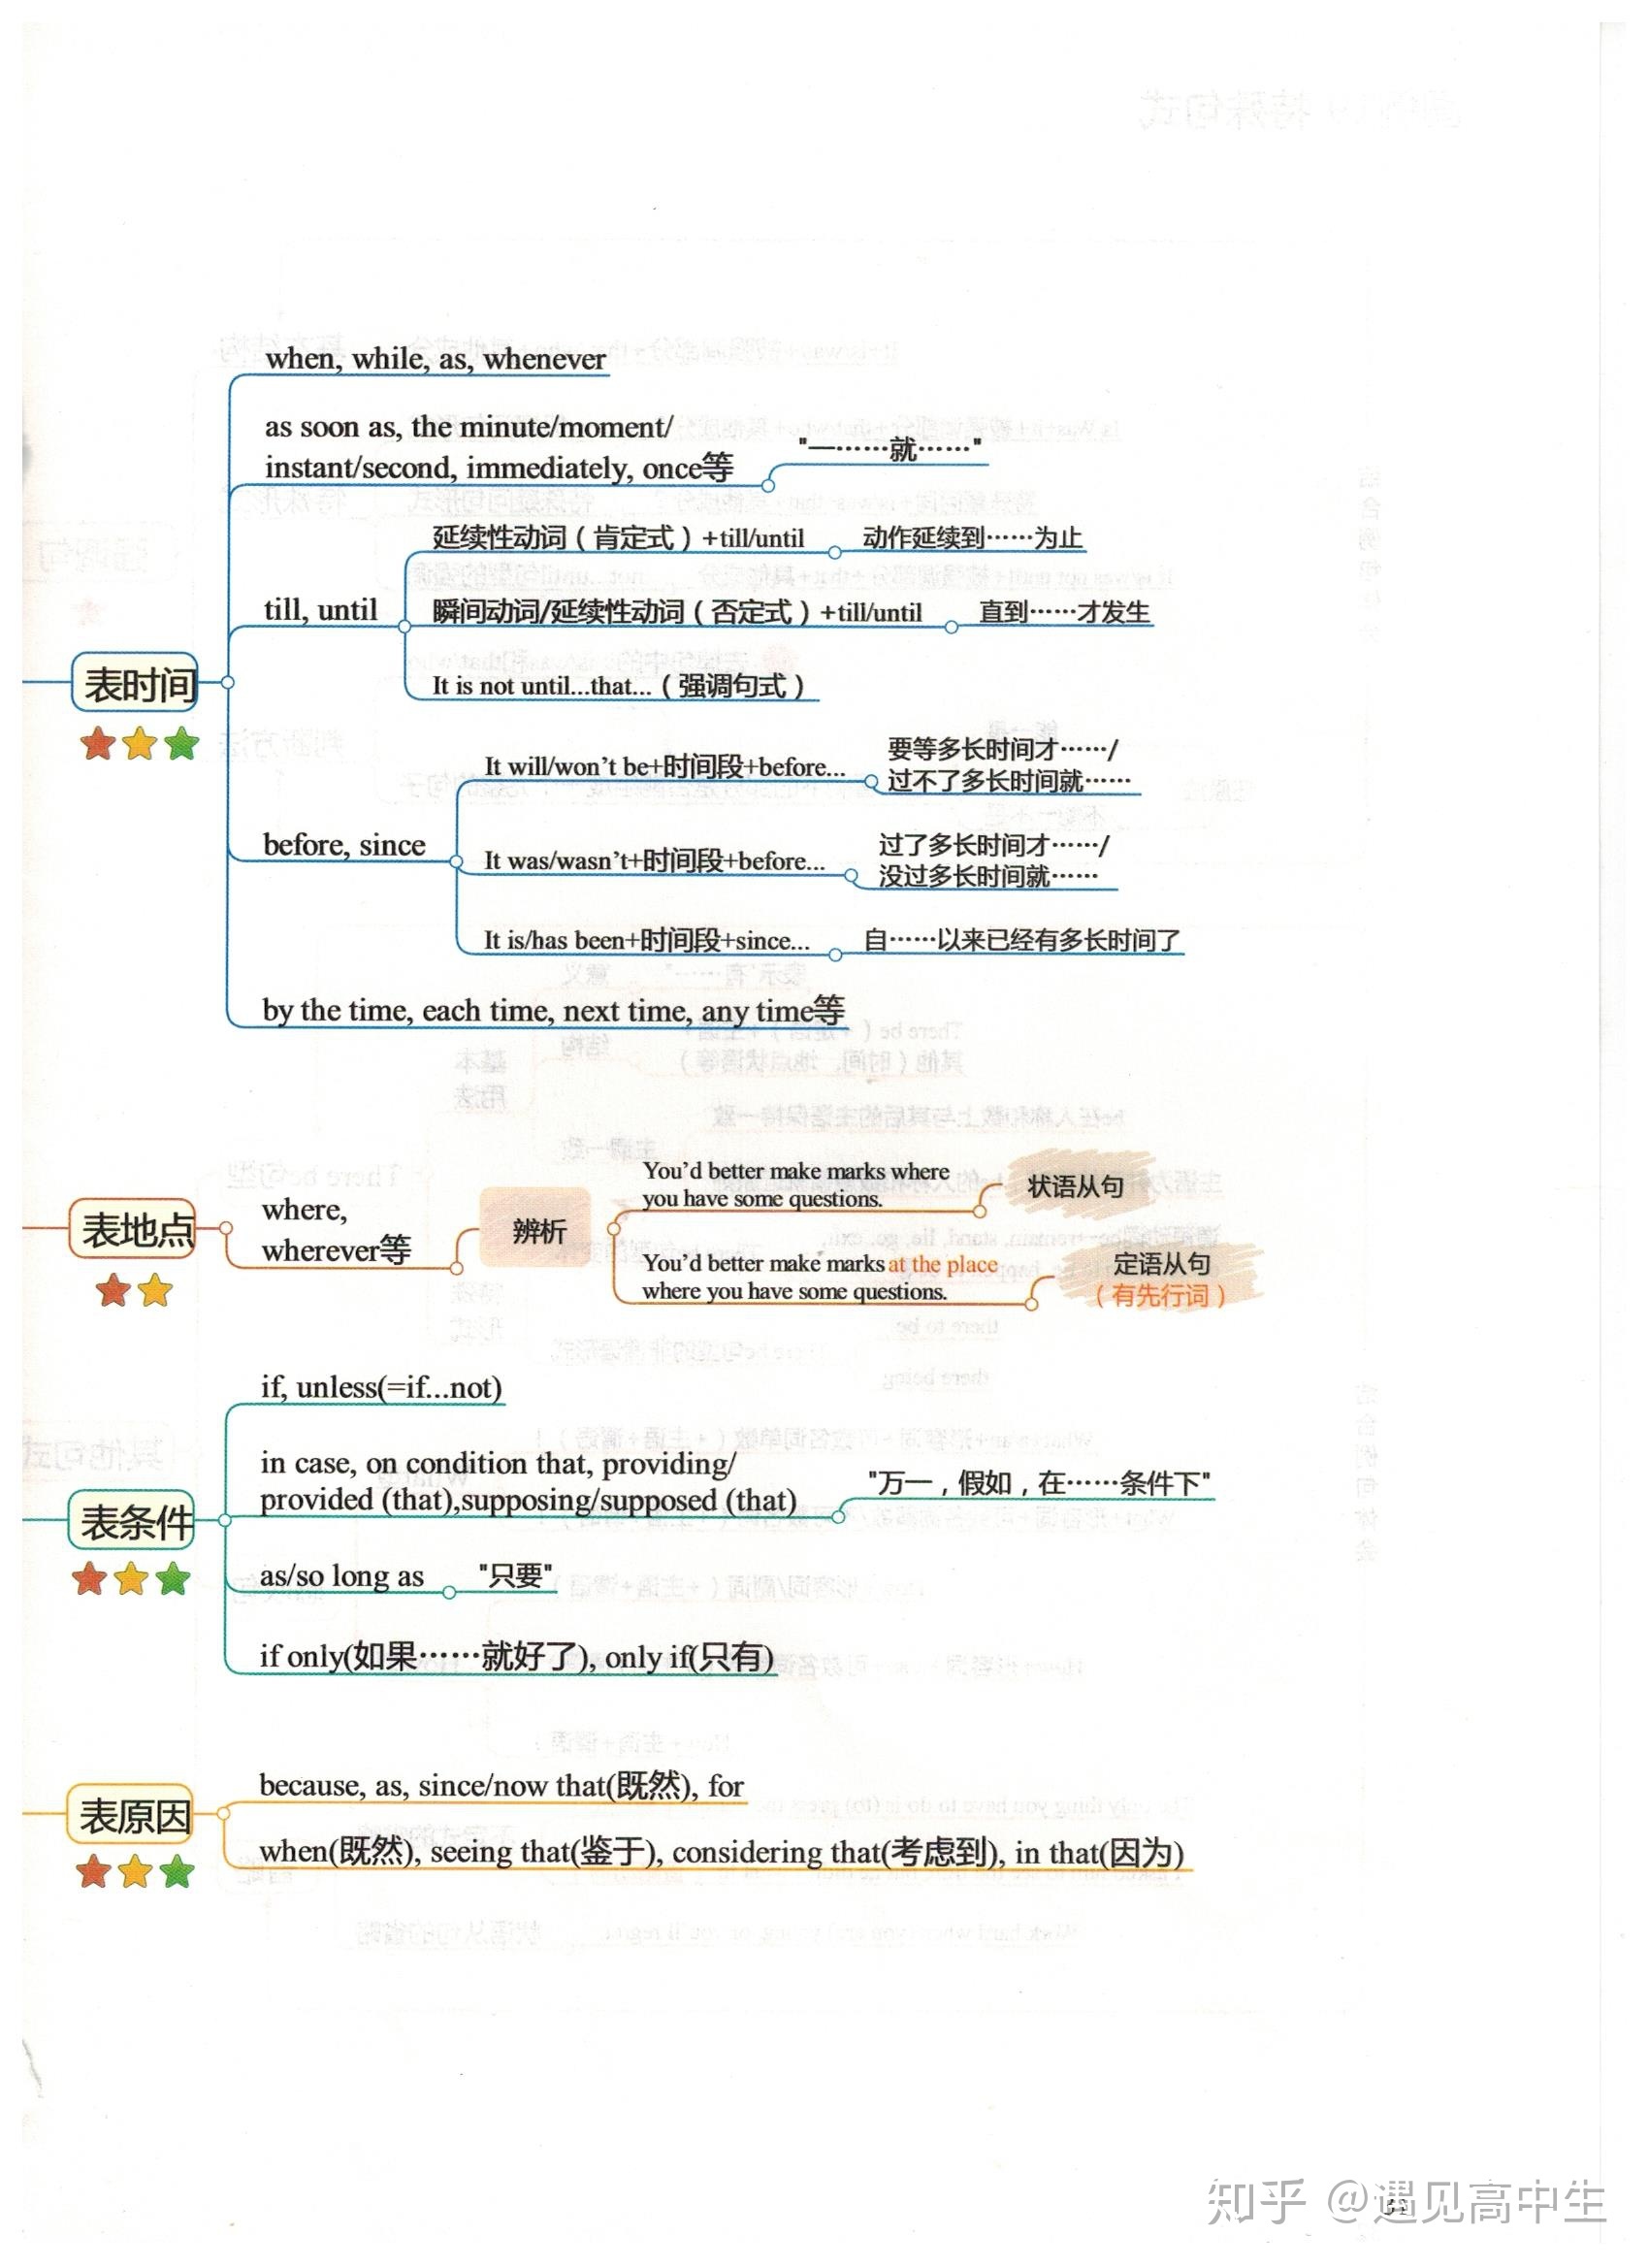 when, while, as, whenever
as soon as, the minute/moment/
instant/second, immediately, once等
"一……就……"
延续性动词（肯定式）+till/until
动作延续到……为止
till, until
瞬间动词/延续性动词（否定式）+till/until
直到……才发生
It is not until...that...（强调句式）
表时间
It will/won't be+时间段+before...
要等多长时间才……/
过不了多长时间就……
before, since
It was/wasn't+时间段+before...
过了多长时间才……/
没过多长时间就……
It is/has been+时间段+since...
自……以来已经有多长时间了
by the time, each time, next time, any time等
表地点
where,
wherever等
辨析
You'd better make marks where
you have some questions.
状语从句
You'd better make marks at the place
where you have some questions.
定语从句
（有先行词）
if, unless(=if...not)
in case, on condition that, providing/
provided (that),supposing/supposed (that)
"万一，假如，在……条件下"
表条件
as/so long as
"只要"
if only(如果……就好了), only if(只有)
because, as, since/now that(既然), for
表原因
when(既然), seeing that(鉴于), considering that(考虑到), in that(因为)
知乎 @遇见高中生